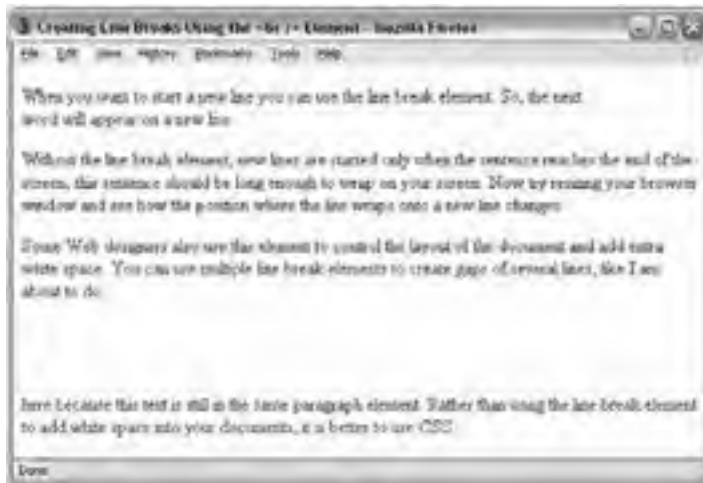 Creating Line Breaks Using the <br /> Element - Mozilla Firefox
File Edit View History Bookmarks Tools Help
When you want to start a new line you can use the line break element. So, the next
word will appear on a new line.
Without the line break element, new lines are started only when the sentence reaches the end of the
screen, this sentence should be long enough to wrap on your screen. Now try resizing your browser
window and see how the position where the line wraps onto a new line changes.
Some Web designers also use this element to control the layout of the document and add extra
white space. You can use multiple line break elements to create gaps of several lines, like I am
about to do
here because this text is still in the same paragraph element. Rather than using the line break element
to add white space into your documents, it is better to use CSS.
Done